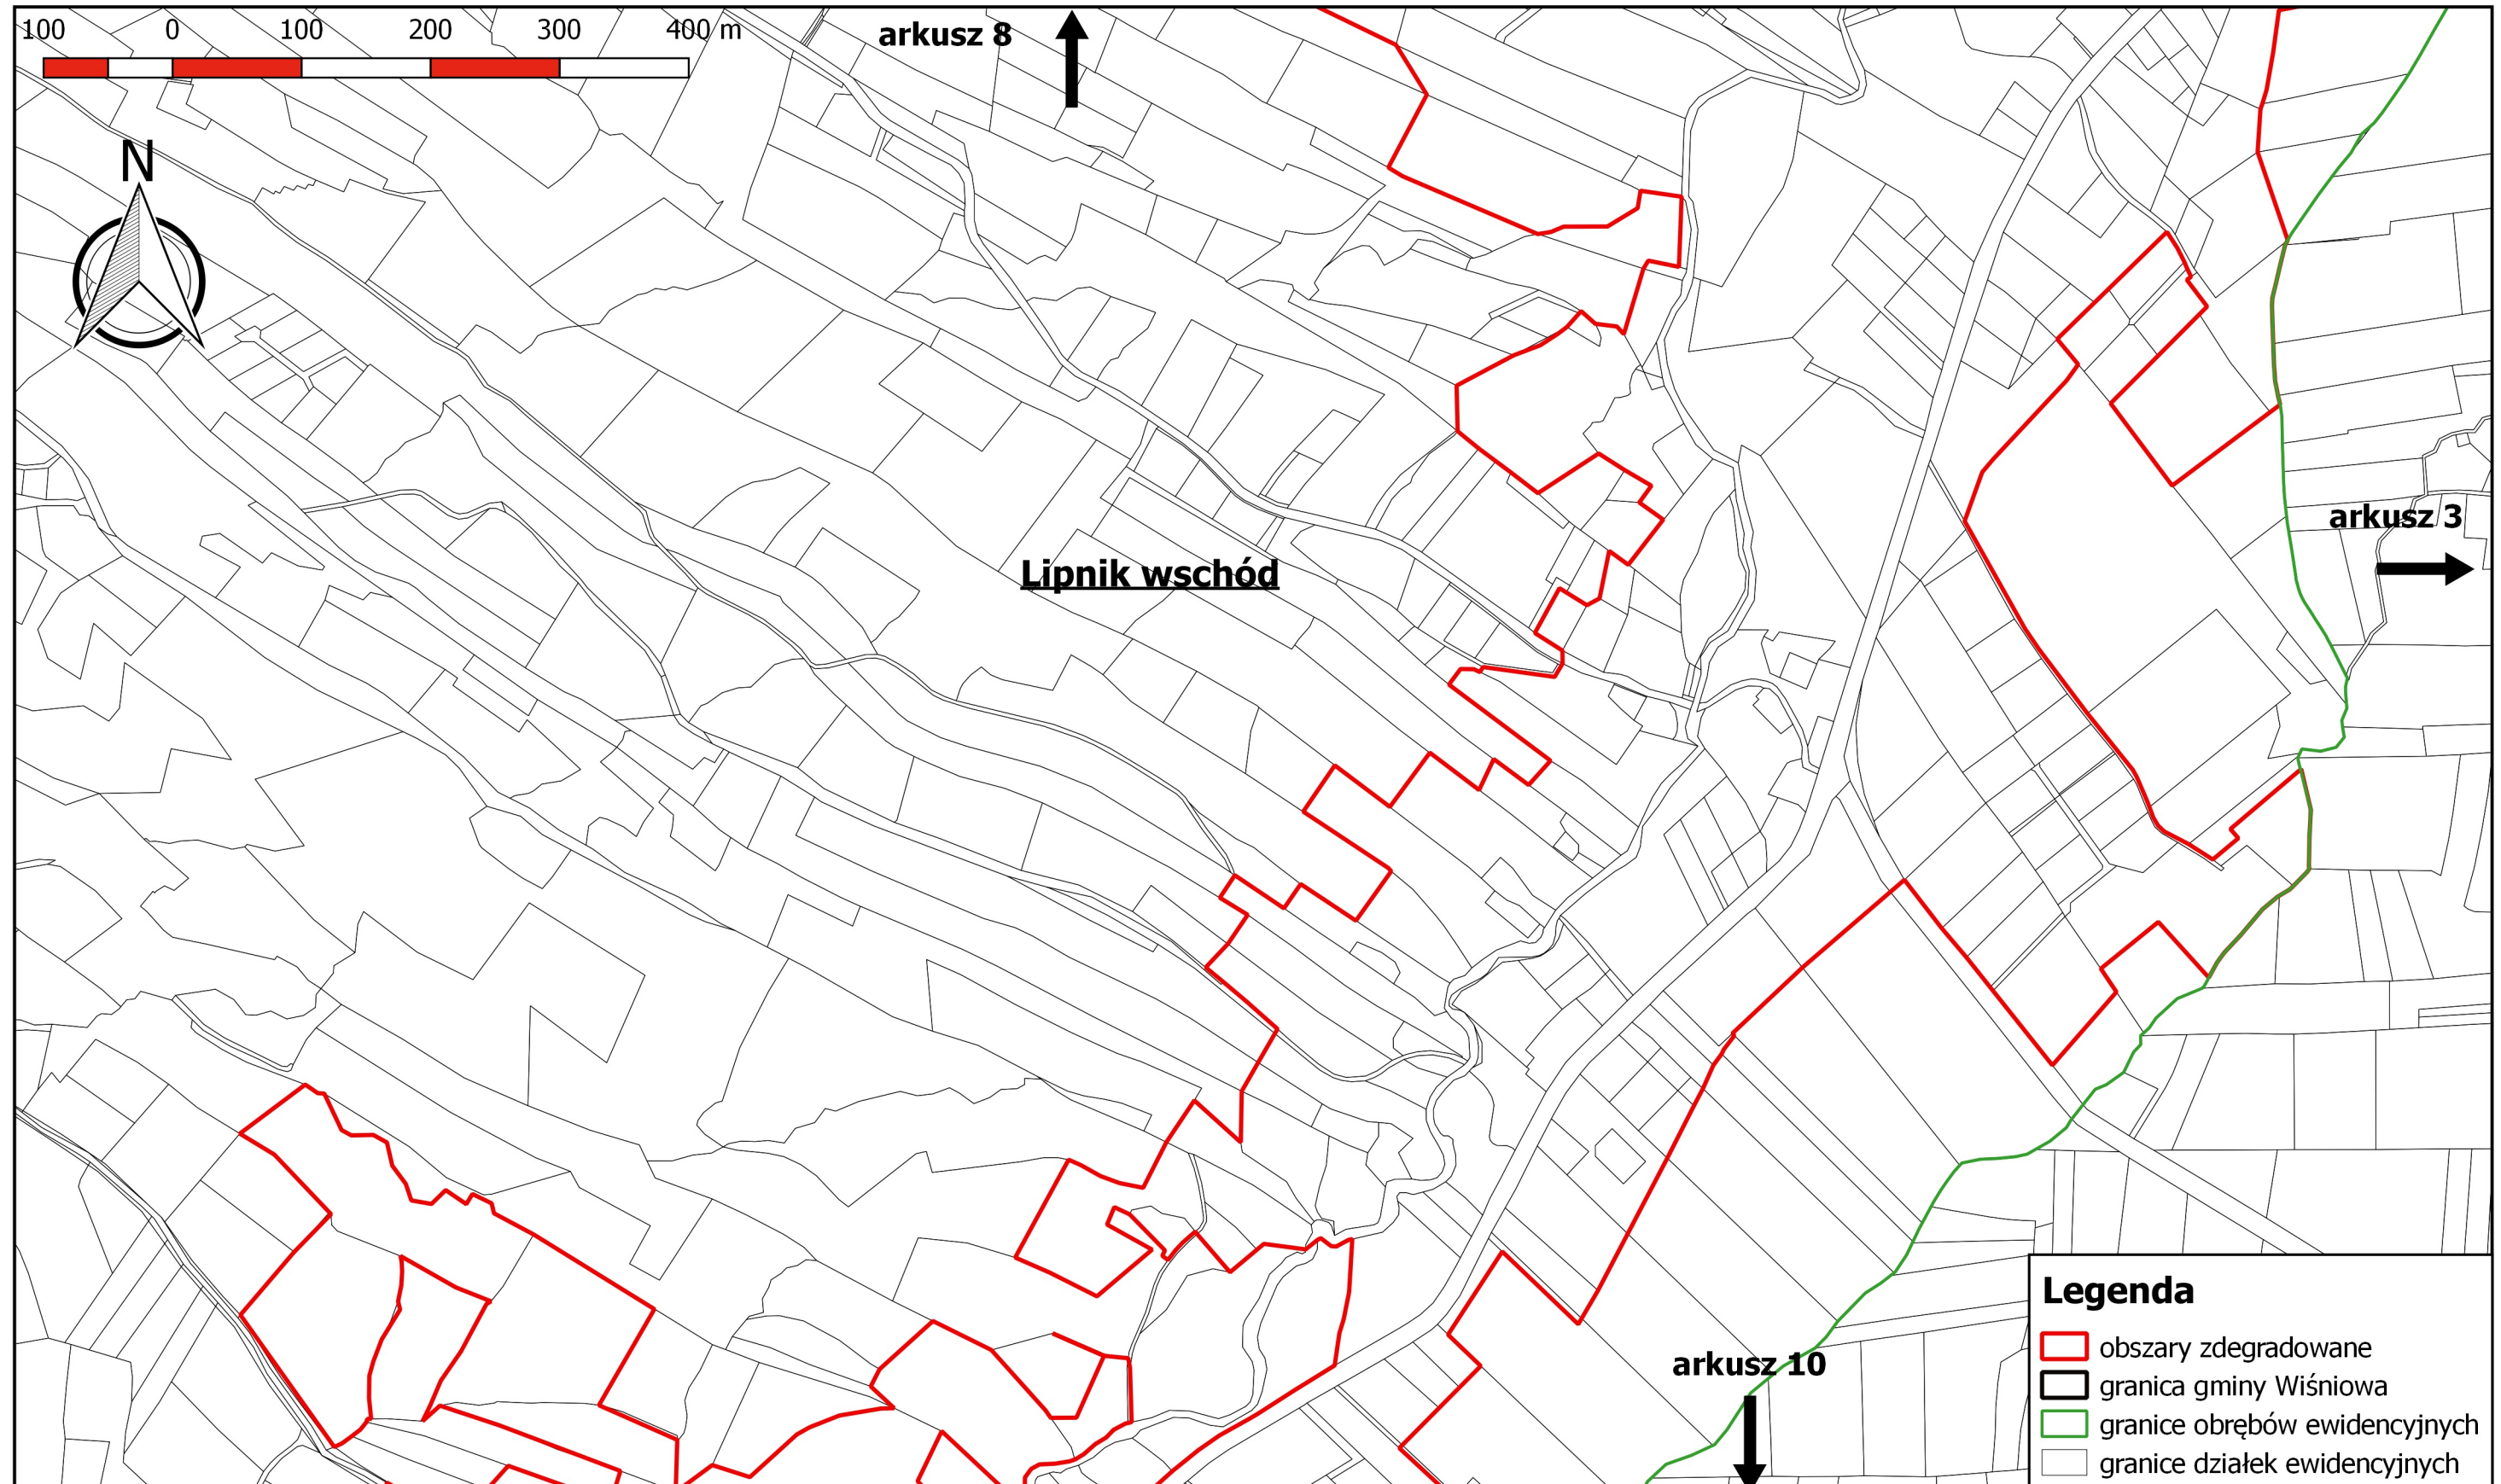 100 0 100 200 300 400 m
arkusz 8
N
arkusz 3
Lipnik wschód
Legenda
arkusz 10
obszary zdegradowane
granica gminy Wiśniowa
granice obrębów ewidencyjnych
granice działek ewidencyjnych